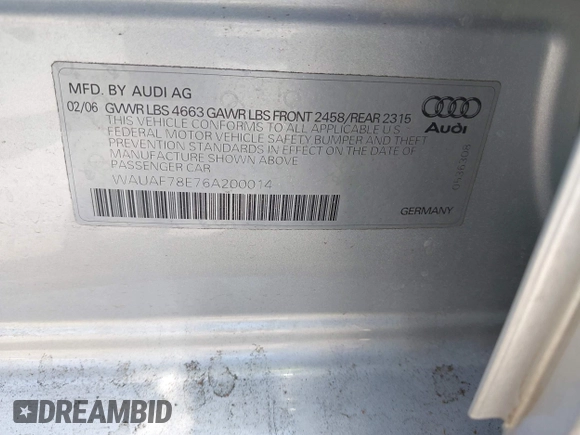 MFD. BY AUDI AG
02/06 GVWR LBS 4663 GAWR LBS FRONT 2458/REAR 2315
THIS VEHICLE CONFORMS TO ALL APPLICABLE U.S.
FEDERAL MOTOR VEHICLE SAFETY BUMPER AND THEFT
PREVENTION STANDARDS IN EFFECT ON THE DATE OF
MANUFACTURE SHOWN ABOVE
PASSENGER CAR
WAUAF78E76A200014
Audi
GERMANY
DREAMBID